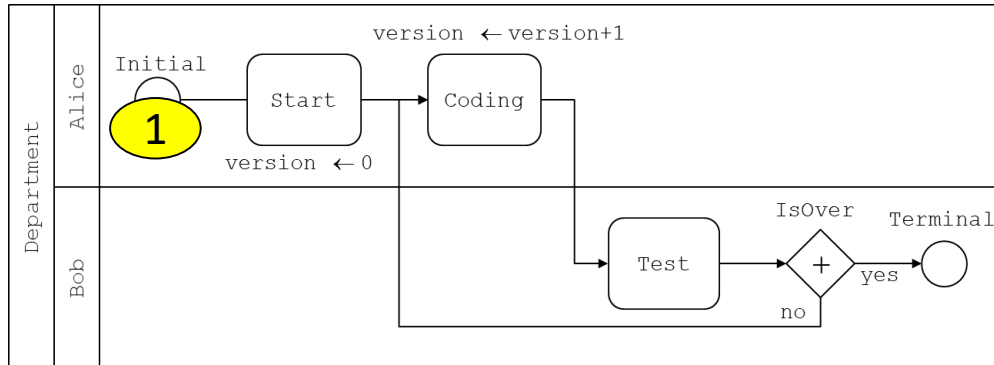 Department
Alice
Initial
1
Start
version ← 0
version ← version+1
Coding
Bob
Test
IsOver
+
yes
no
Terminal